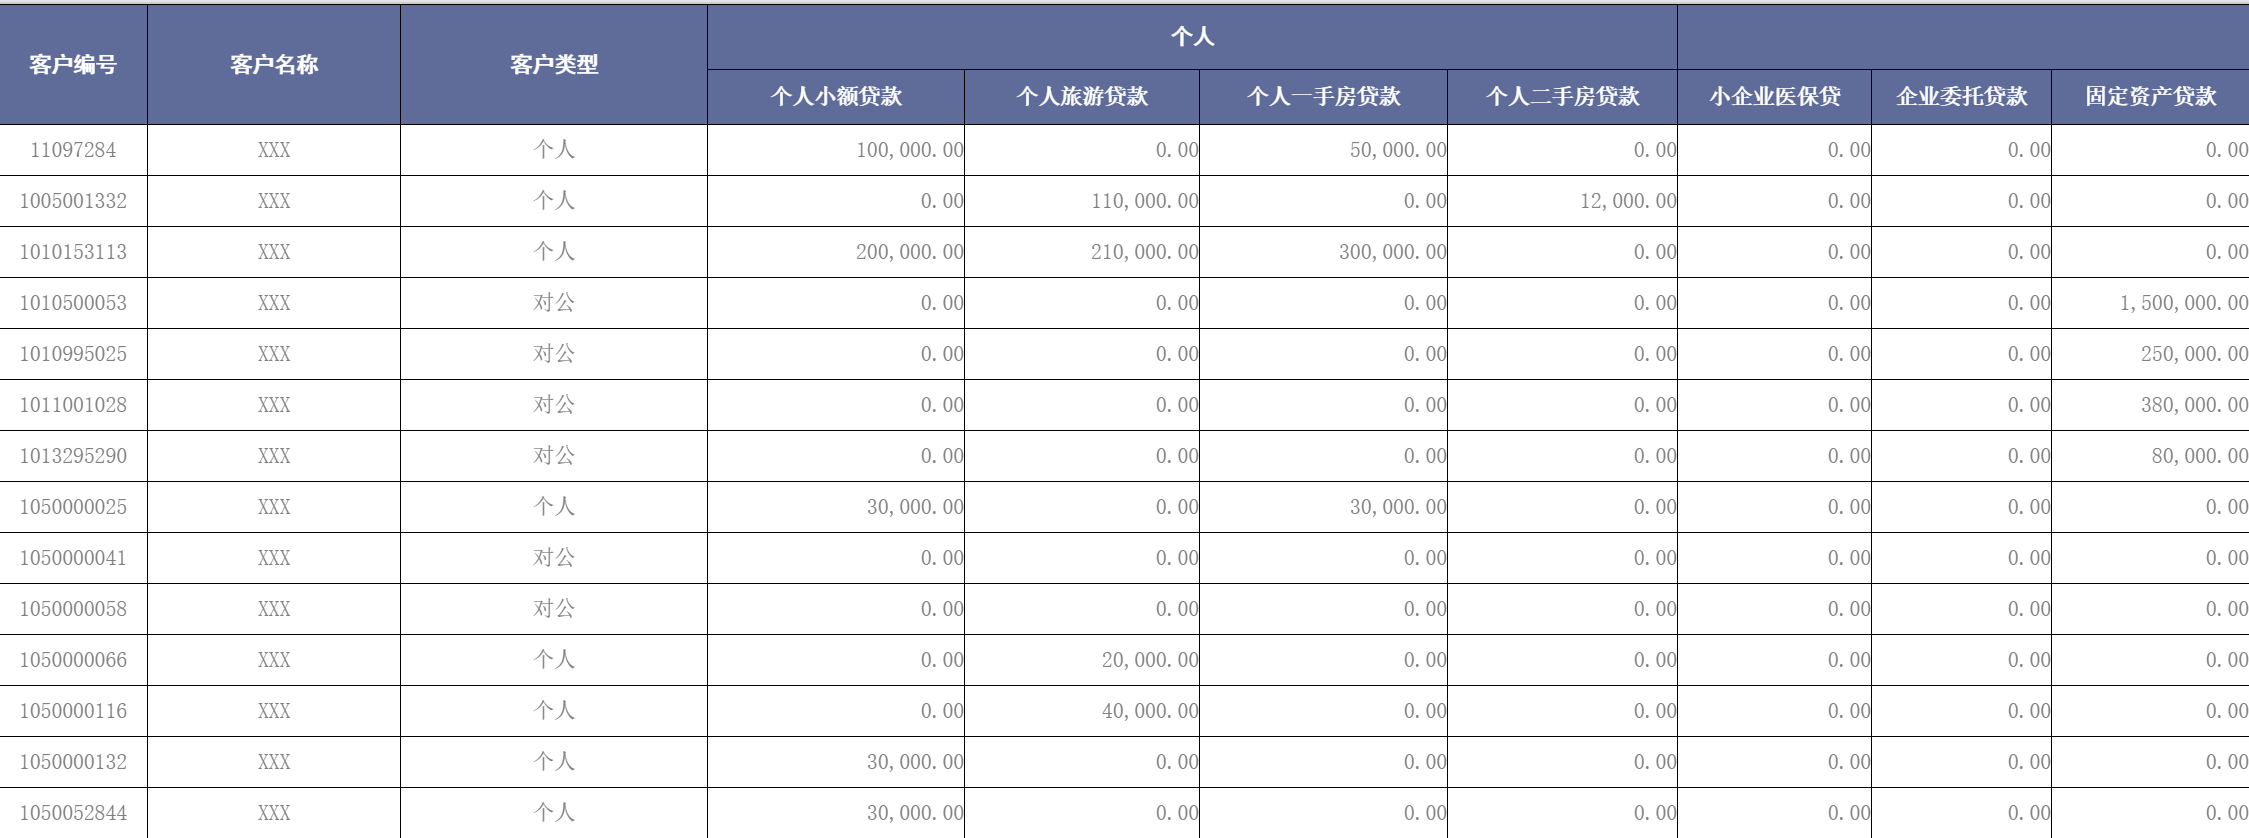 客户编号 客户名称 客户类型 个人
个人小额贷款 个人旅游贷款 个人一手房贷款 个人二手房贷款 小企业医保贷 企业委托贷款 固定资产贷款
11097284 XXX 个人 100,000.00 0.00 50,000.00 0.00 0.00 0.00 0.00
1005001332 XXX 个人 0.00 110,000.00 0.00 12,000.00 0.00 0.00 0.00
1010153113 XXX 个人 200,000.00 210,000.00 300,000.00 0.00 0.00 0.00 0.00
1010500053 XXX 对公 0.00 0.00 0.00 0.00 0.00 0.00 1,500,000.00
1010995025 XXX 对公 0.00 0.00 0.00 0.00 0.00 0.00 250,000.00
1011001028 XXX 对公 0.00 0.00 0.00 0.00 0.00 0.00 380,000.00
1013295290 XXX 对公 0.00 0.00 0.00 0.00 0.00 0.00 80,000.00
1050000025 XXX 个人 30,000.00 0.00 30,000.00 0.00 0.00 0.00 0.00
1050000041 XXX 对公 0.00 0.00 0.00 0.00 0.00 0.00 0.00
1050000058 XXX 对公 0.00 0.00 0.00 0.00 0.00 0.00 0.00
1050000066 XXX 个人 0.00 20,000.00 0.00 0.00 0.00 0.00 0.00
1050000116 XXX 个人 0.00 40,000.00 0.00 0.00 0.00 0.00 0.00
1050000132 XXX 个人 30,000.00 0.00 0.00 0.00 0.00 0.00 0.00
1050052844 XXX 个人 30,000.00 0.00 0.00 0.00 0.00 0.00 0.00